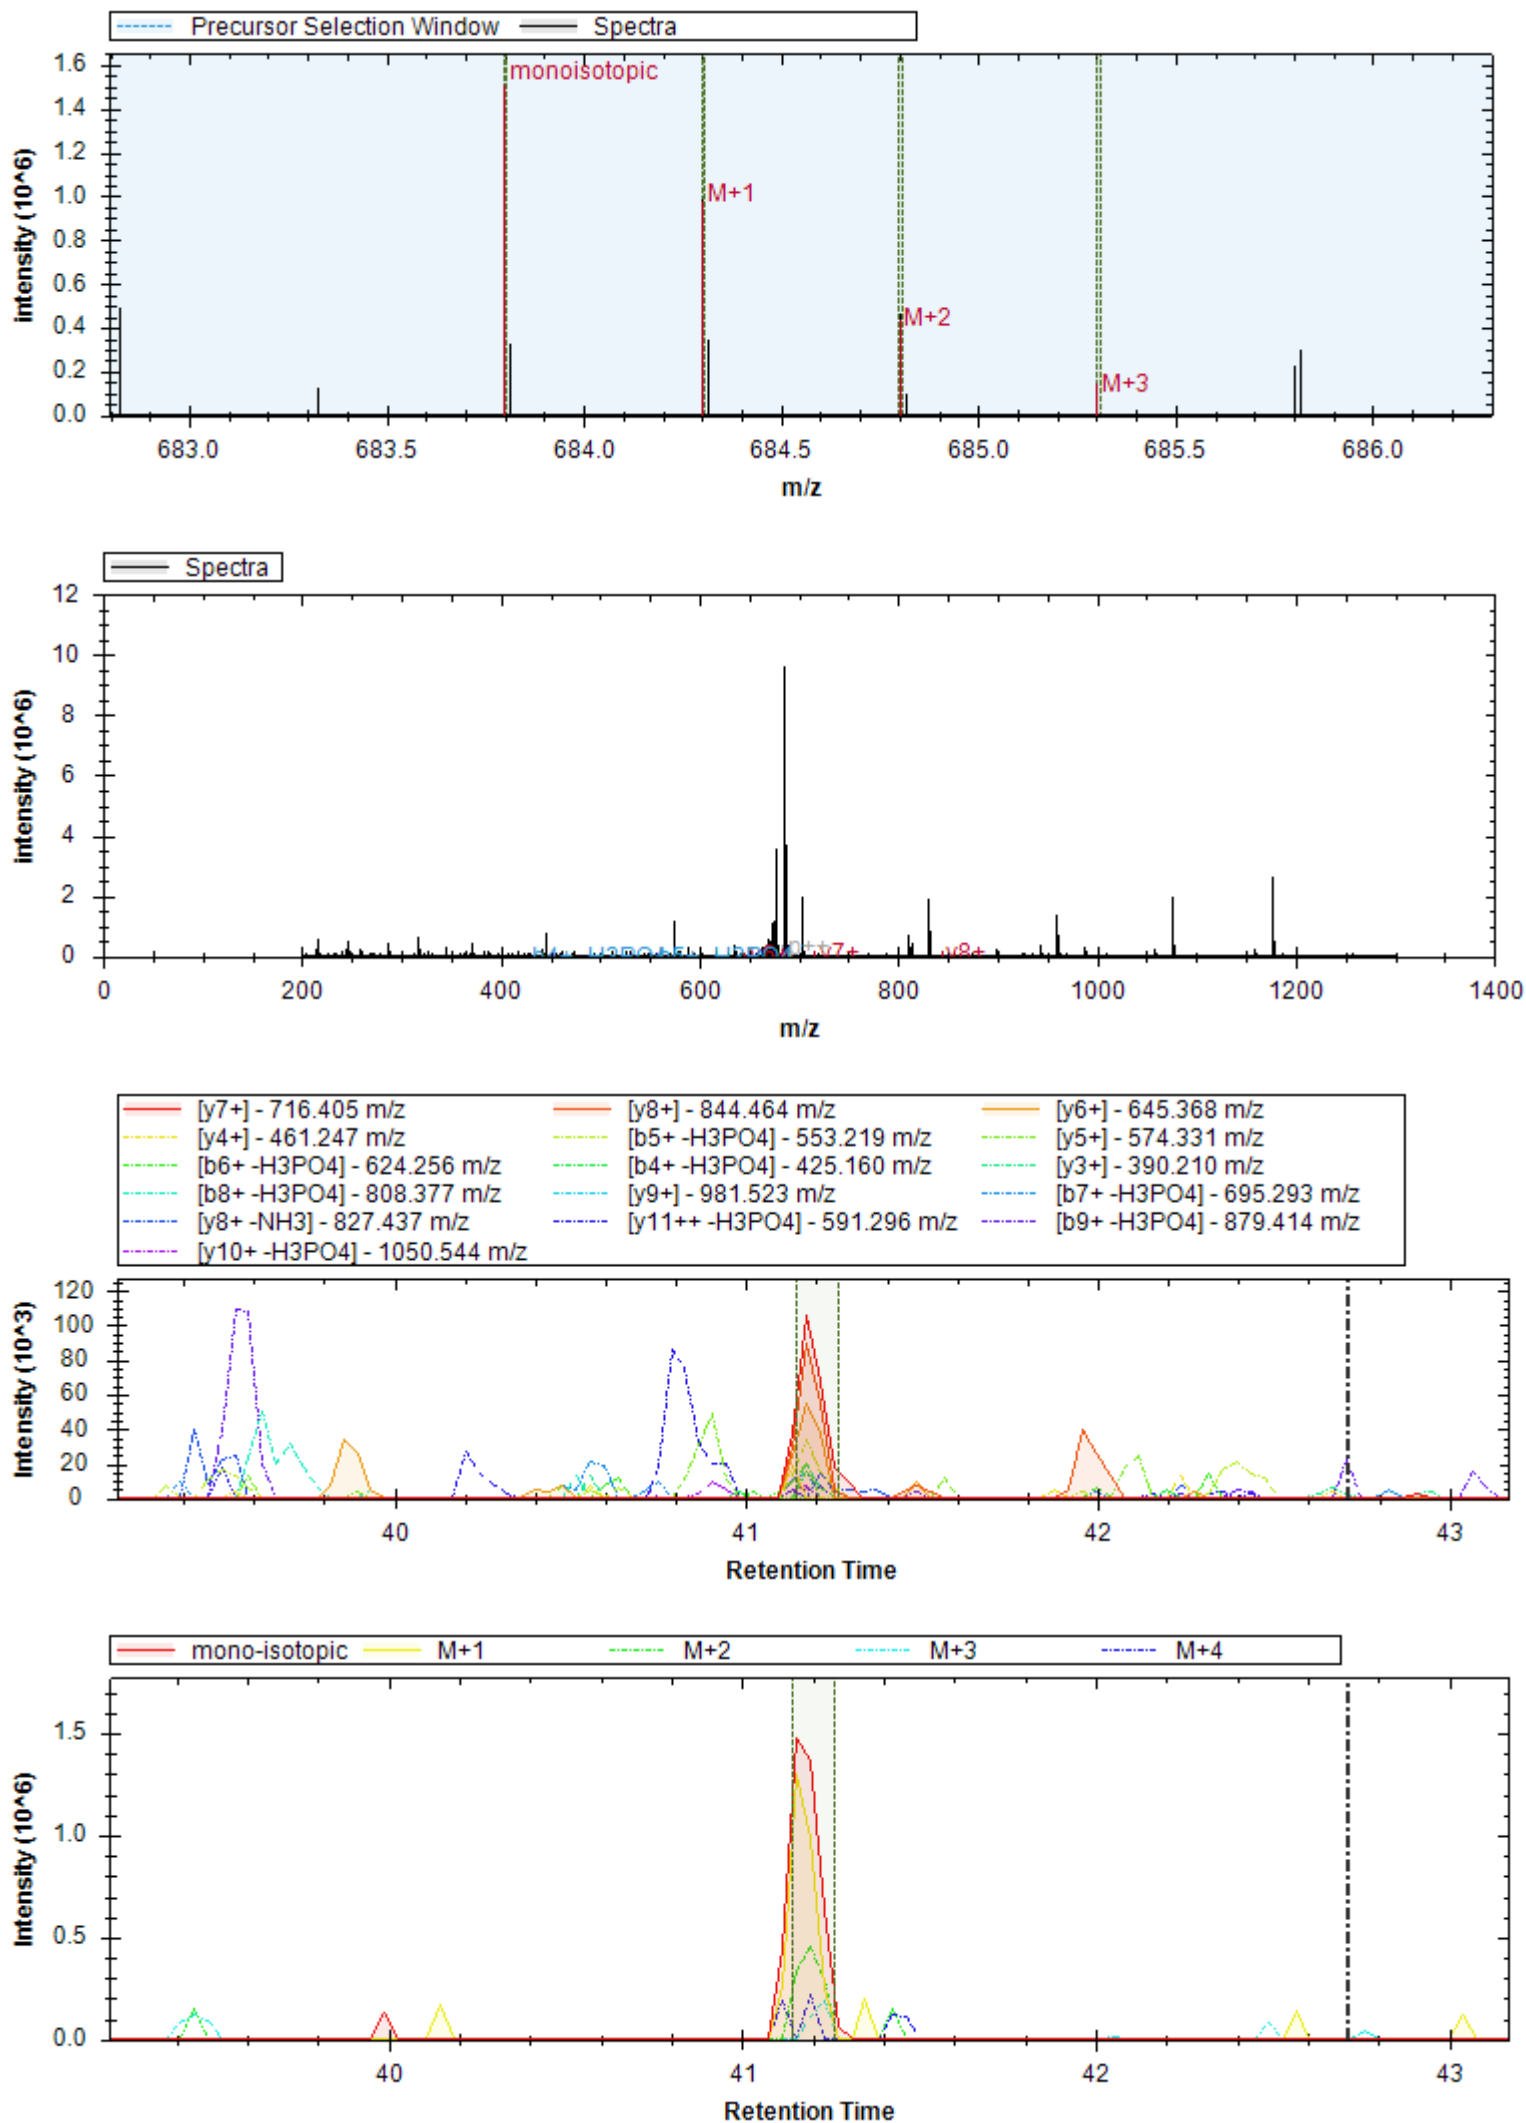 Precursor Selection Window Spectra
monoisotopic
M+1
M+2
M+3
1.6
1.4
1.2
1.0
0.8
0.6
0.4
0.2
0.0
intensity (10^6)
683.0 683.5 684.0 684.5 685.0 685.5 686.0
m/z
Spectra
12
10
8
6
4
2
0
intensity (10^6)
y7+ y8+
0 200 400 600 800 1000 1200 1400
m/z
[y7+] - 716.405 m/z [y8+] - 844.464 m/z [y6+] - 645.368 m/z
[y4+] - 461.247 m/z [b5+ -H3PO4] - 553.219 m/z [y5+] - 574.331 m/z
[b6+ -H3PO4] - 624.256 m/z [b4+ -H3PO4] - 425.160 m/z [y3+] - 390.210 m/z
[b8+ -H3PO4] - 808.377 m/z [y9+] - 981.523 m/z [b7+ -H3PO4] - 695.293 m/z
[y8+ -NH3] - 827.437 m/z [y11++ -H3PO4] - 591.296 m/z [b9+ -H3PO4] - 879.414 m/z
[y10+ -H3PO4] - 1050.544 m/z
120
100
80
60
40
20
0
Intensity (10^3)
40 41 42 43
Retention Time
mono-isotopic M+1 M+2 M+3 M+4
1.5
1.0
0.5
0.0
Intensity (10^6)
40 41 42 43
Retention Time